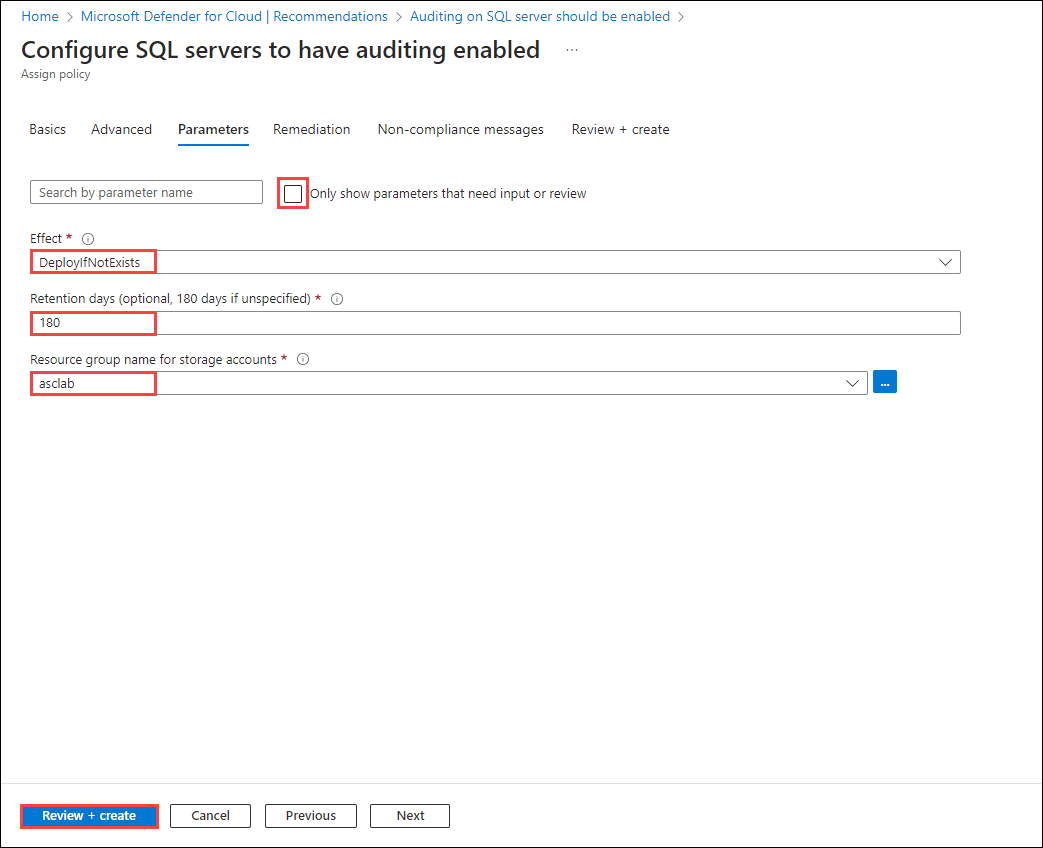 Home > Microsoft Defender for Cloud | Recommendations > Auditing on SQL server should be enabled >
Configure SQL servers to have auditing enabled ...
Assign policy
Basics Advanced Parameters Remediation Non-compliance messages Review + create
Search by parameter name Only show parameters that need input or review
Effect *
DeployIfNotExists
Retention days (optional, 180 days if unspecified) *
180
Resource group name for storage accounts *
asclab ...
Review + create Cancel Previous Next